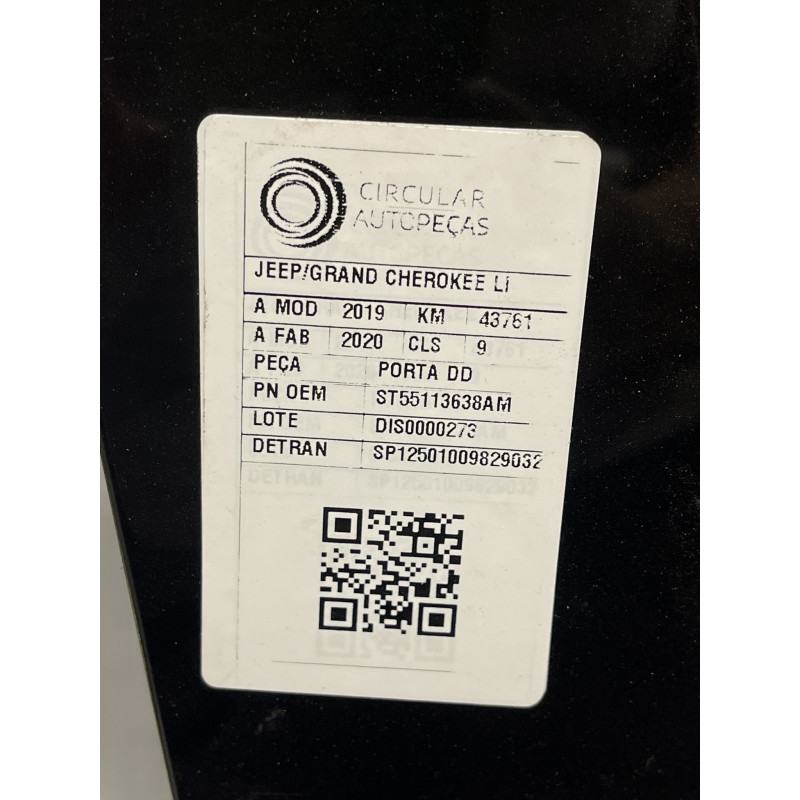 CIRCULAR
AUTOPEÇAS
JEEP/GRAND CHEROKEE LI
A MOD 2019 KM 43761
A FAB 2020 CLS 9
PEÇA PORTA DD
PN OEM ST55113638AM
LOTE DIS0000273
DETRAN SP12501009829032